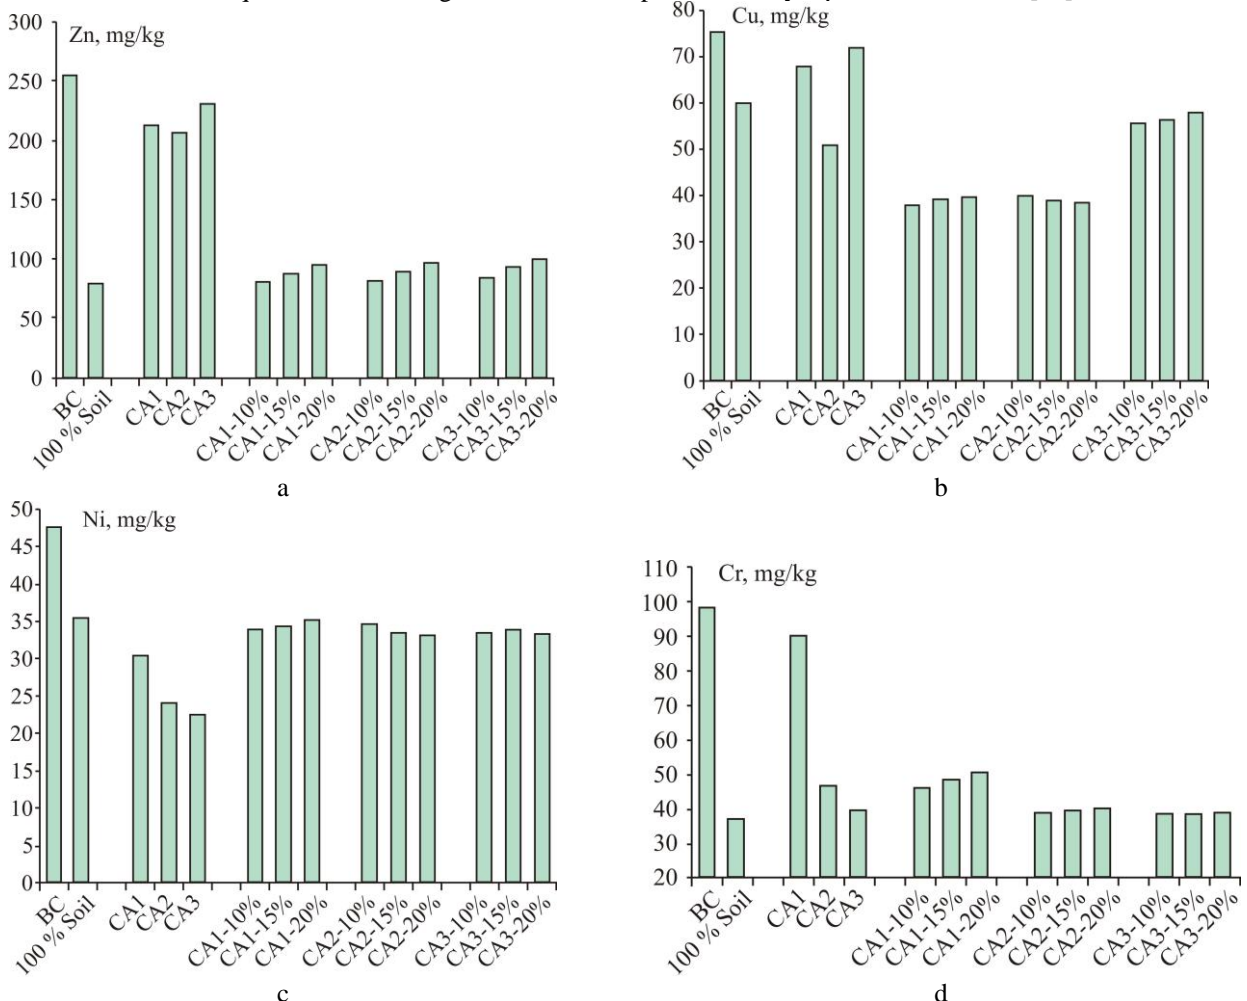 Zn, mg/kg
300
250
200
150
100
50
0
BC
100 % Soil
CA1
CA2
CA3
CA1-10%
CA1-15%
CA1-20%
CA2-10%
CA2-15%
CA2-20%
CA3-10%
CA3-15%
CA3-20%
a
Cu, mg/kg
80
70
60
50
40
30
20
10
0
BC
100 % Soil
CA1
CA2
CA3
CA1-10%
CA1-15%
CA1-20%
CA2-10%
CA2-15%
CA2-20%
CA3-10%
CA3-15%
CA3-20%
b
Ni, mg/kg
50
45
40
35
30
25
20
15
10
5
0
BC
100 % Soil
CA1
CA2
CA3
CA1-10%
CA1-15%
CA1-20%
CA2-10%
CA2-15%
CA2-20%
CA3-10%
CA3-15%
CA3-20%
c
Cr, mg/kg
110
100
90
80
70
60
50
40
30
20
BC
100 % Soil
CA1
CA2
CA3
CA1-10%
CA1-15%
CA1-20%
CA2-10%
CA2-15%
CA2-20%
CA3-10%
CA3-15%
CA3-20%
d